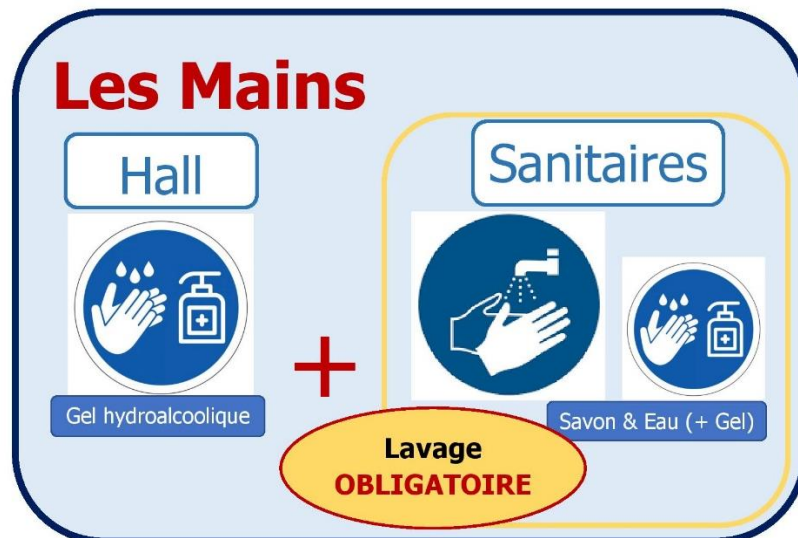 Les Mains
Hall
Sanitaires
Gel hydroalcoolique
+
Savon & Eau (+ Gel)
Lavage
OBLIGATOIRE